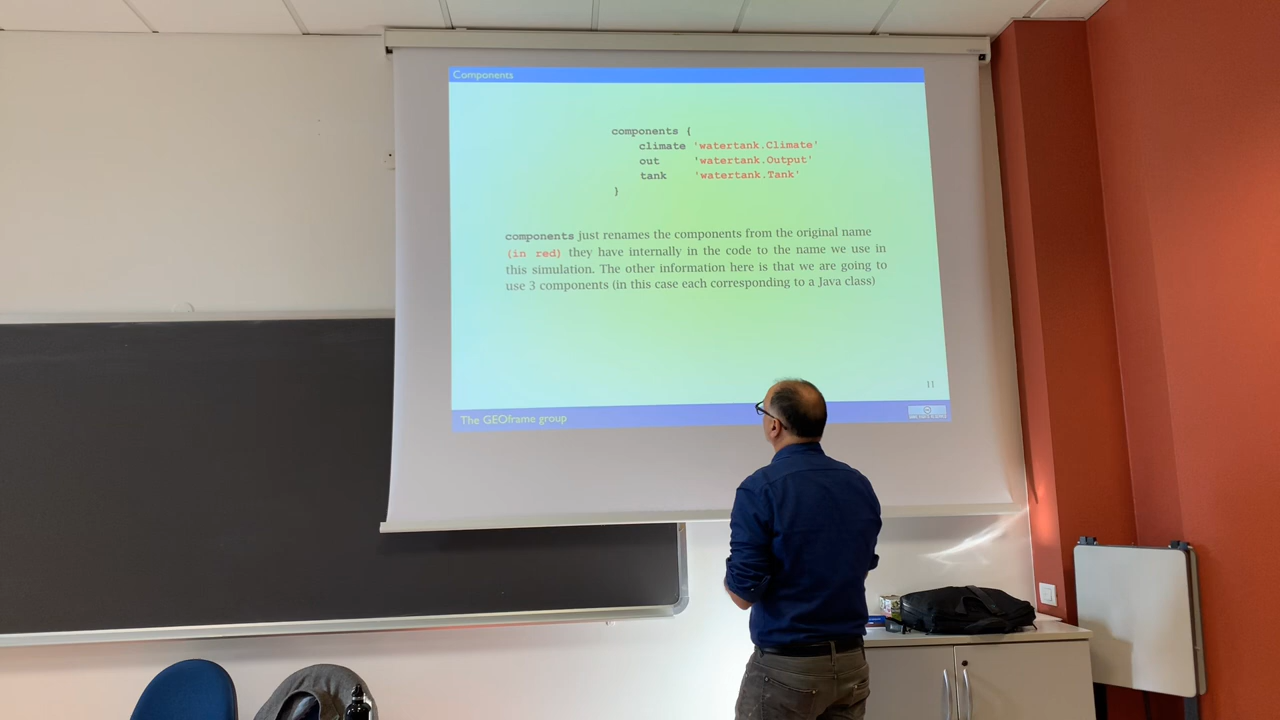 Components
components {
climate 'watertank.Climate'
out 'watertank.Output'
tank 'watertank.Tank'
}
components just renames the components from the original name
(in red) they have internally in the code to the name we use in
this simulation. The other information here is that we are going to
use 3 components (in this case each corresponding to a Java class)
11
The GEOframe group